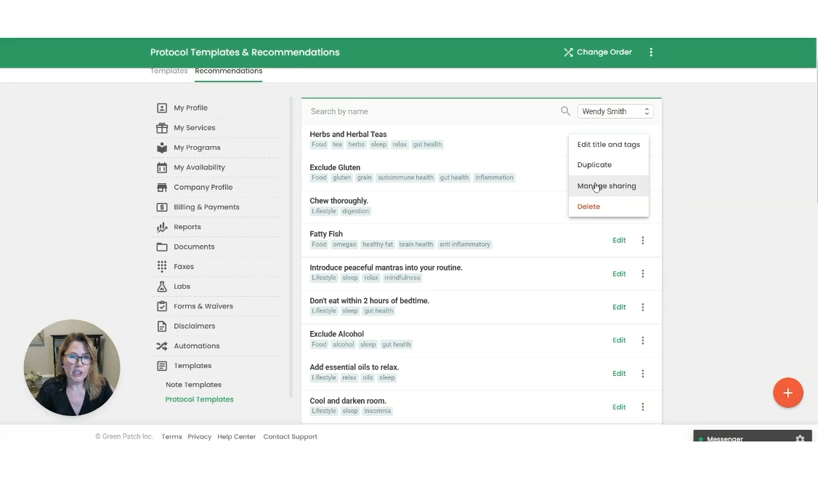 Protocol Templates & Recommendations
Change Order
Templates Recommendations
My Profile
My Services
My Programs
My Availability
Company Profile
Billing & Payments
Reports
Documents
Faxes
Labs
Forms & Waivers
Disclaimers
Automations
Templates
Note Templates
Protocol Templates
Search by name
Wendy Smith
Herbs and Herbal Teas
Food tea herbs sleep relax gut health
Exclude Gluten
Food gluten grain autoimmune health gut health inflammation
Chew thoroughly.
Lifestyle digestion
Fatty Fish
Food omegas healthy fat brain health anti inflammatory
Edit
Introduce peaceful mantras into your routine.
Lifestyle sleep relax mindfulness
Edit
Don't eat within 2 hours of bedtime.
Lifestyle sleep gut health
Edit
Exclude Alcohol
Food alcohol sleep gut health
Edit
Add essential oils to relax.
Lifestyle relax oils sleep
Edit
Cool and darken room.
Lifestyle sleep insomnia
Edit
Edit title and tags
Duplicate
Manage sharing
Delete
© Green Patch Inc. Terms Privacy Help Center Contact Support
Messenger